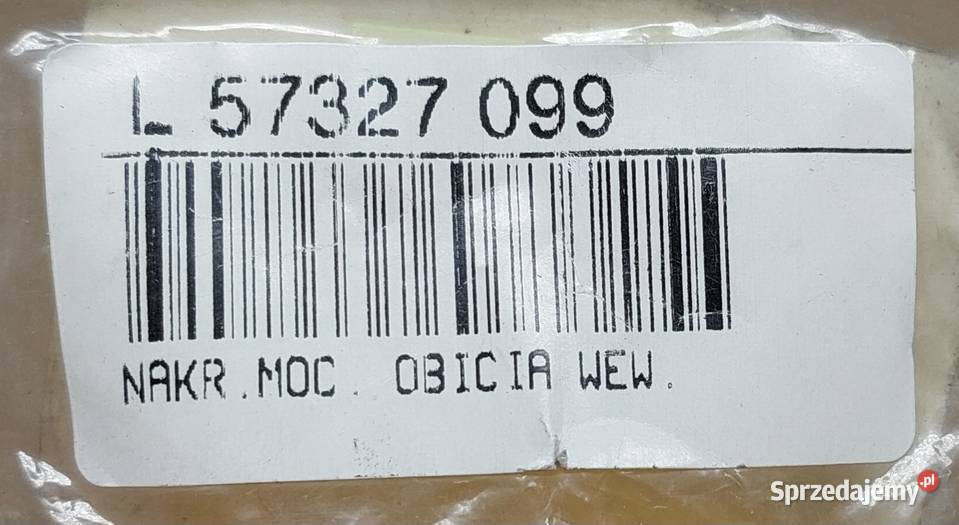 L 57327 099
NAKR.MOC. OBICIA WEW.
Sprzedajemy.pl